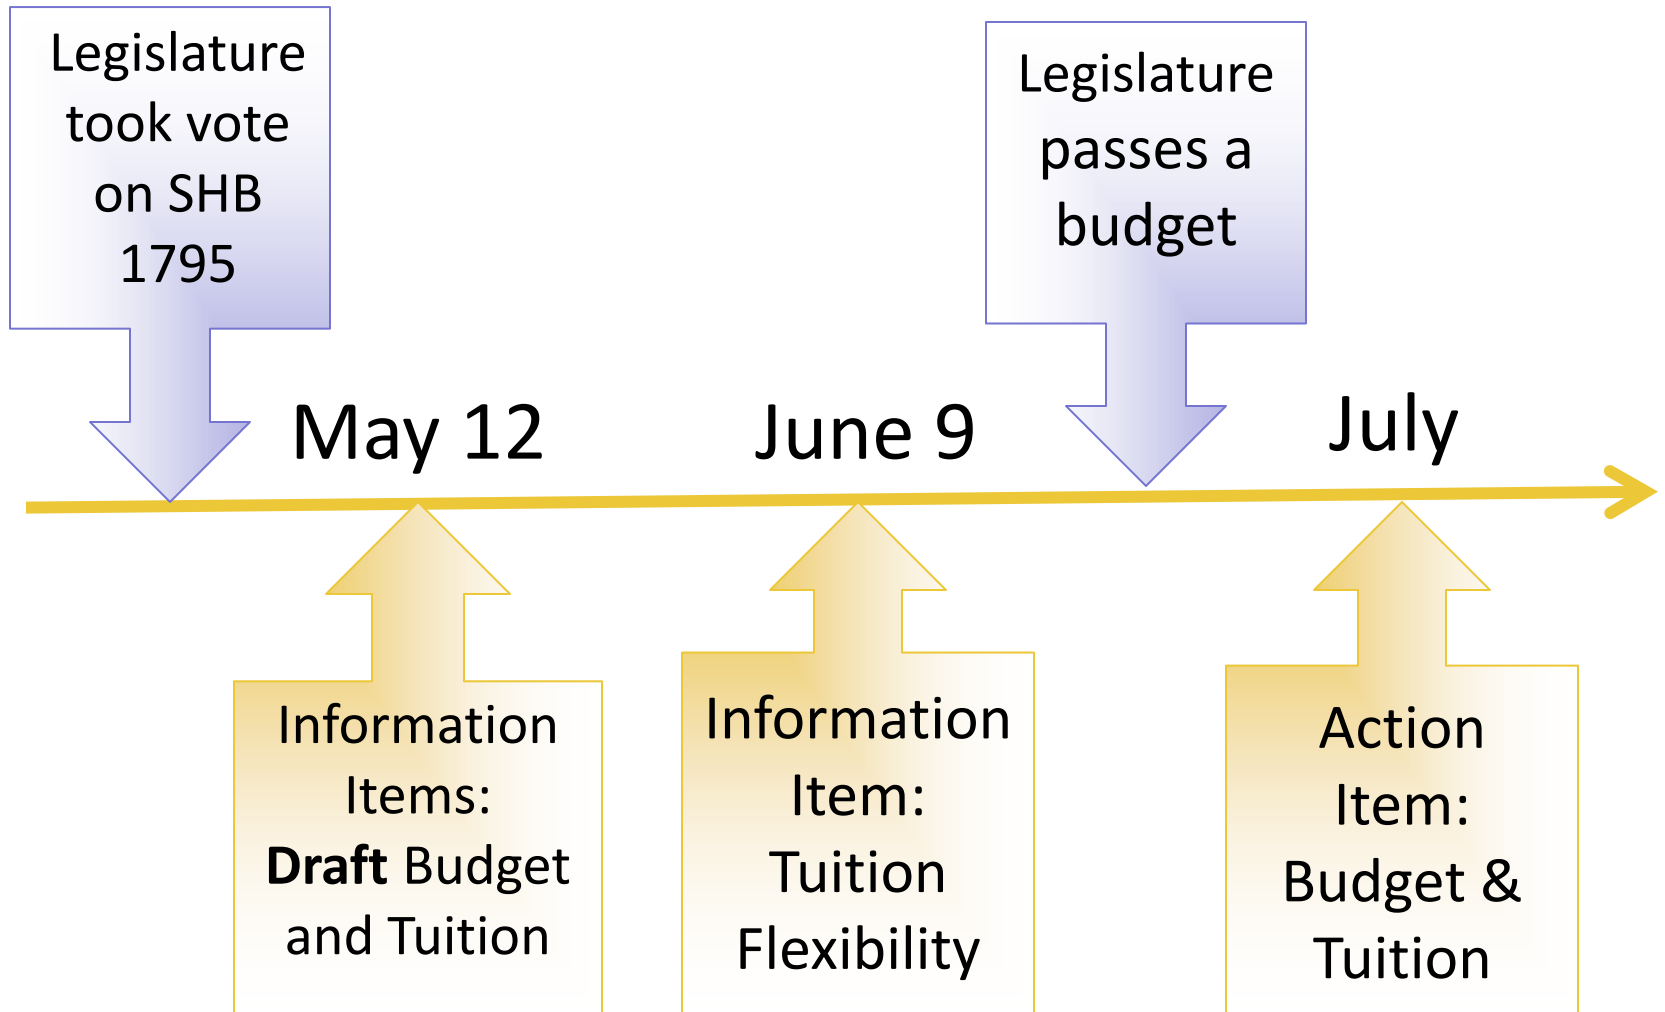 Legislature
took vote
on SHB
1795
Legislature
passes a
budget
May 12
June 9
July
Information
Items:
Draft Budget
and Tuition
Information
Item:
Tuition
Flexibility
Action
Item:
Budget &
Tuition